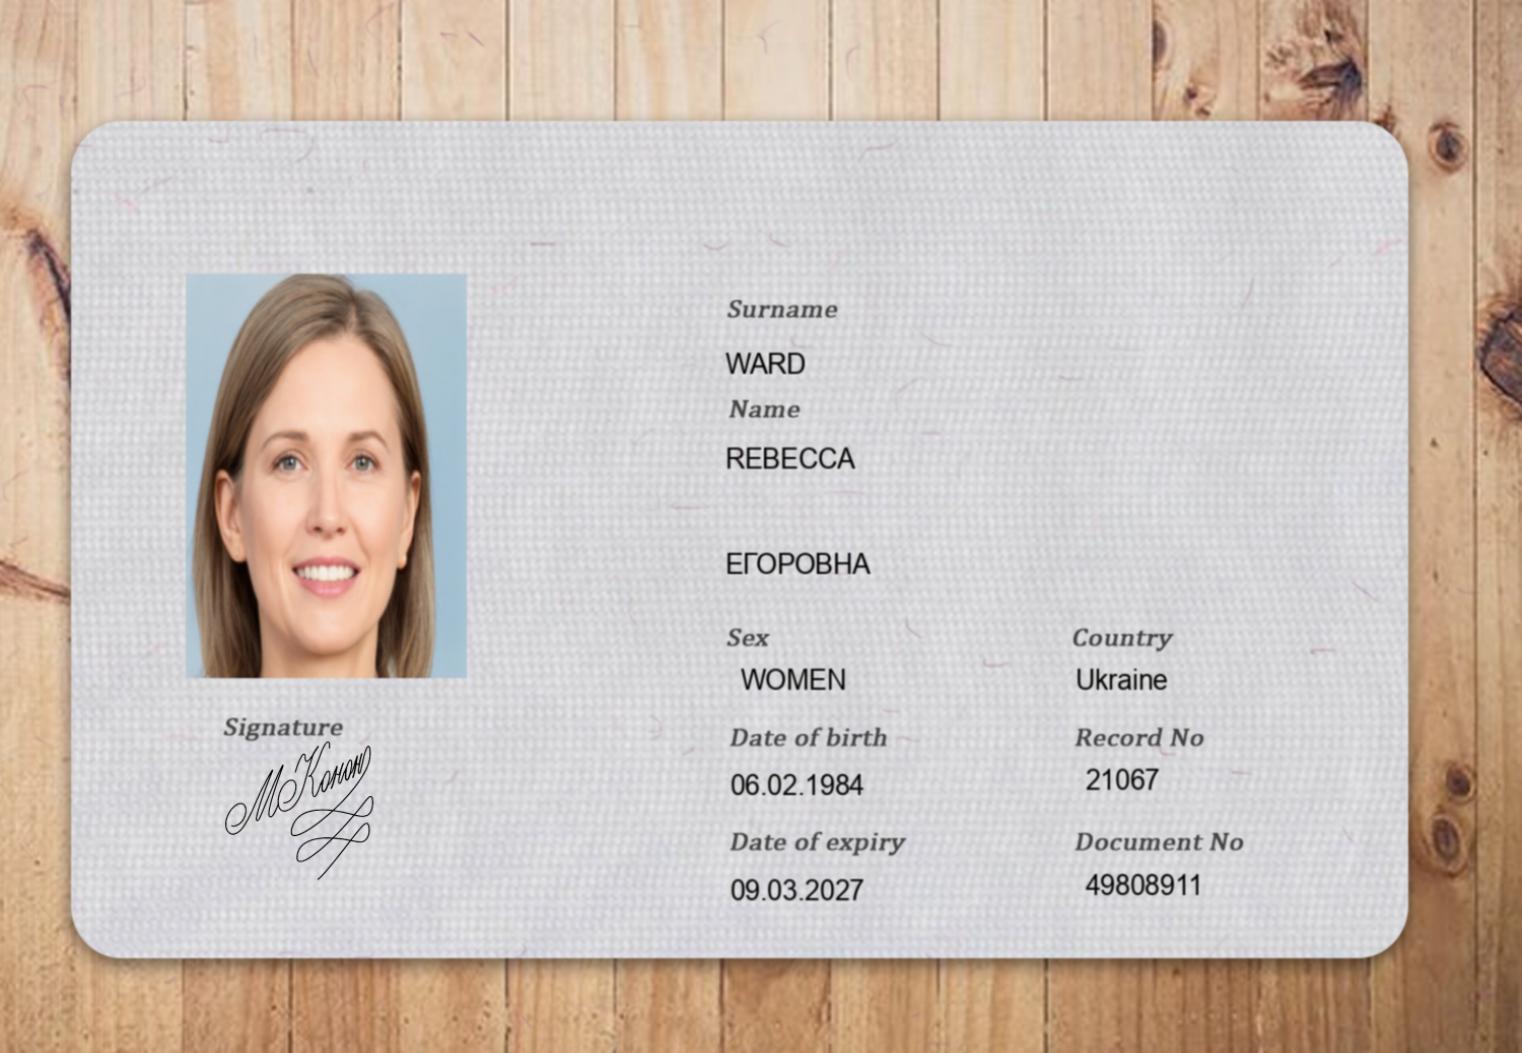 Surname
WARD
Name
REBECCA
ЕГОРОВНА
Sex
Country
WOMEN
Ukraine
Signature
МКонон
Date of birth
Record No
06.02.1984
21067
Date of expiry
Document No
09.03.2027
49808911